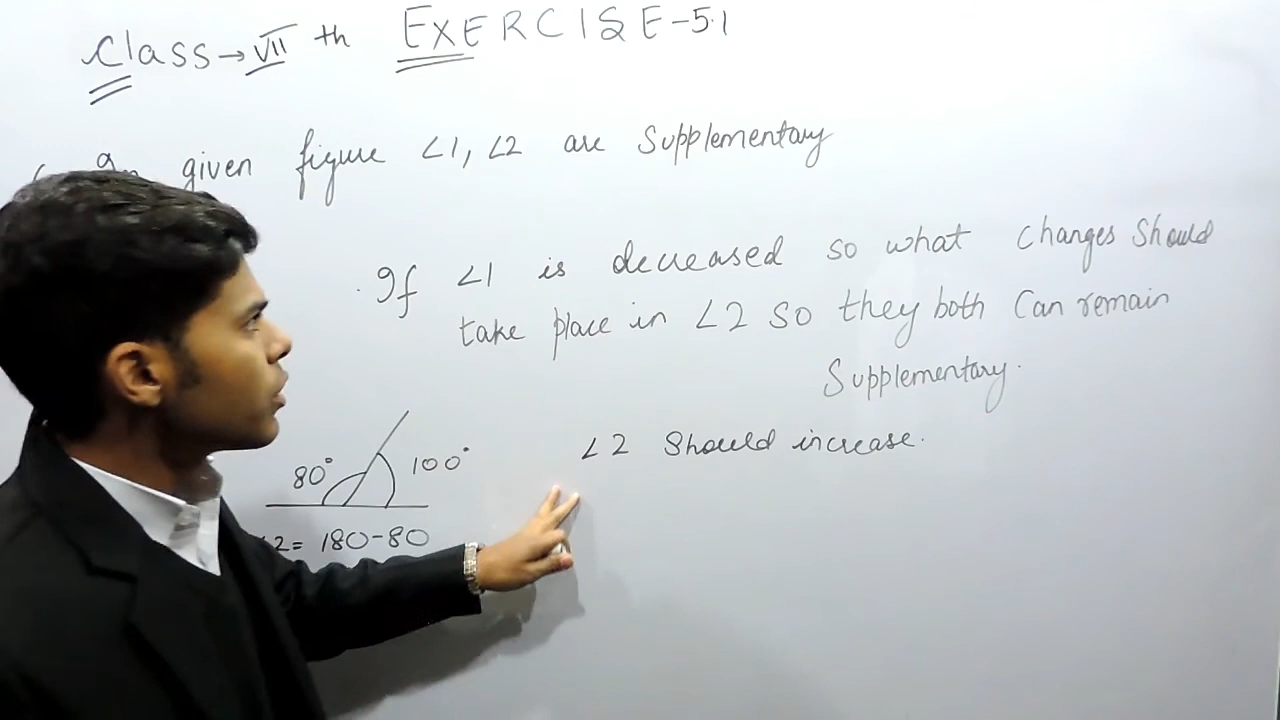 Class → VII th EXERCISE - 5.1
In given figure ∠1, ∠2 are Supplementary
If ∠1 is decreased so what changes Should
take place in ∠2 so they both Can remain
Supplementary.
80° 100°
∠2 Should increase.
∠2 = 180-80